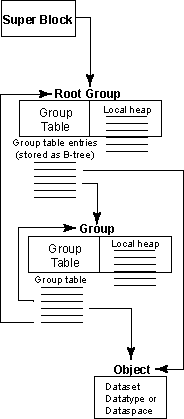 Super Block
Root Group
Group
Table
Local heap
Group table entries
(stored as B-tree)
Group
Group
Table
Local heap
Group table
Object
Dataset
Datatype or
Dataspace